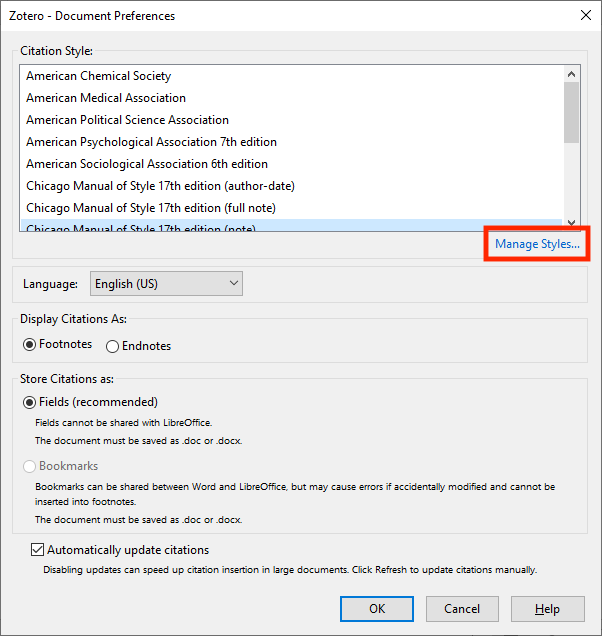 Zotero - Document Preferences
Citation Style:
American Chemical Society
American Medical Association
American Political Science Association
American Psychological Association 7th edition
American Sociological Association 6th edition
Chicago Manual of Style 17th edition (author-date)
Chicago Manual of Style 17th edition (full note)
Chicago Manual of Style 17th edition (note)
Manage Styles...
Language: English (US)
Display Citations As:
Footnotes Endnotes
Store Citations as:
Fields (recommended)
Fields cannot be shared with LibreOffice.
The document must be saved as .doc or .docx.
Bookmarks
Bookmarks can be shared between Word and LibreOffice, but may cause errors if accidentally modified and cannot be
inserted into footnotes.
The document must be saved as .doc or .docx.
Automatically update citations
Disabling updates can speed up citation insertion in large documents. Click Refresh to update citations manually.
OK Cancel Help